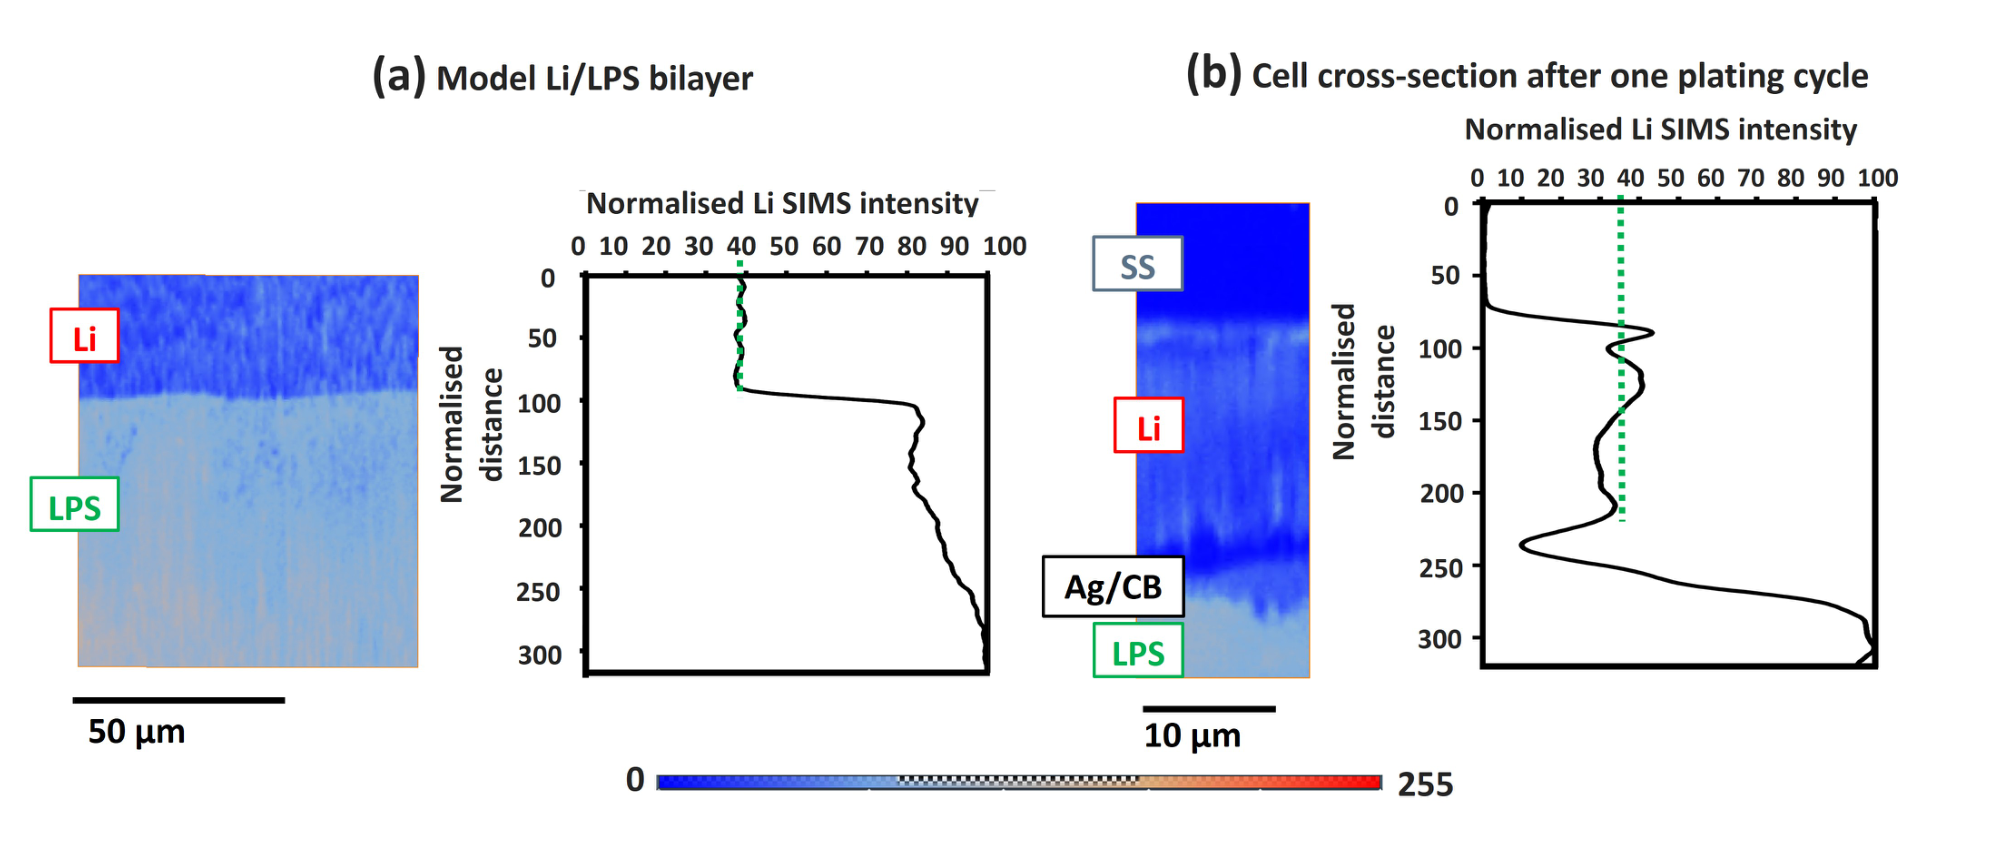 (a) Model Li/LPS bilayer
Normalised Li SIMS intensity
0 10 20 30 40 50 60 70 80 90 100
Li
LPS
Normalised
distance
0
50
100
150
200
250
300
50 µm
(b) Cell cross-section after one plating cycle
Normalised Li SIMS intensity
0 10 20 30 40 50 60 70 80 90 100
SS
Li
Ag/CB
LPS
Normalised
distance
0
50
100
150
200
250
300
10 µm
0 255